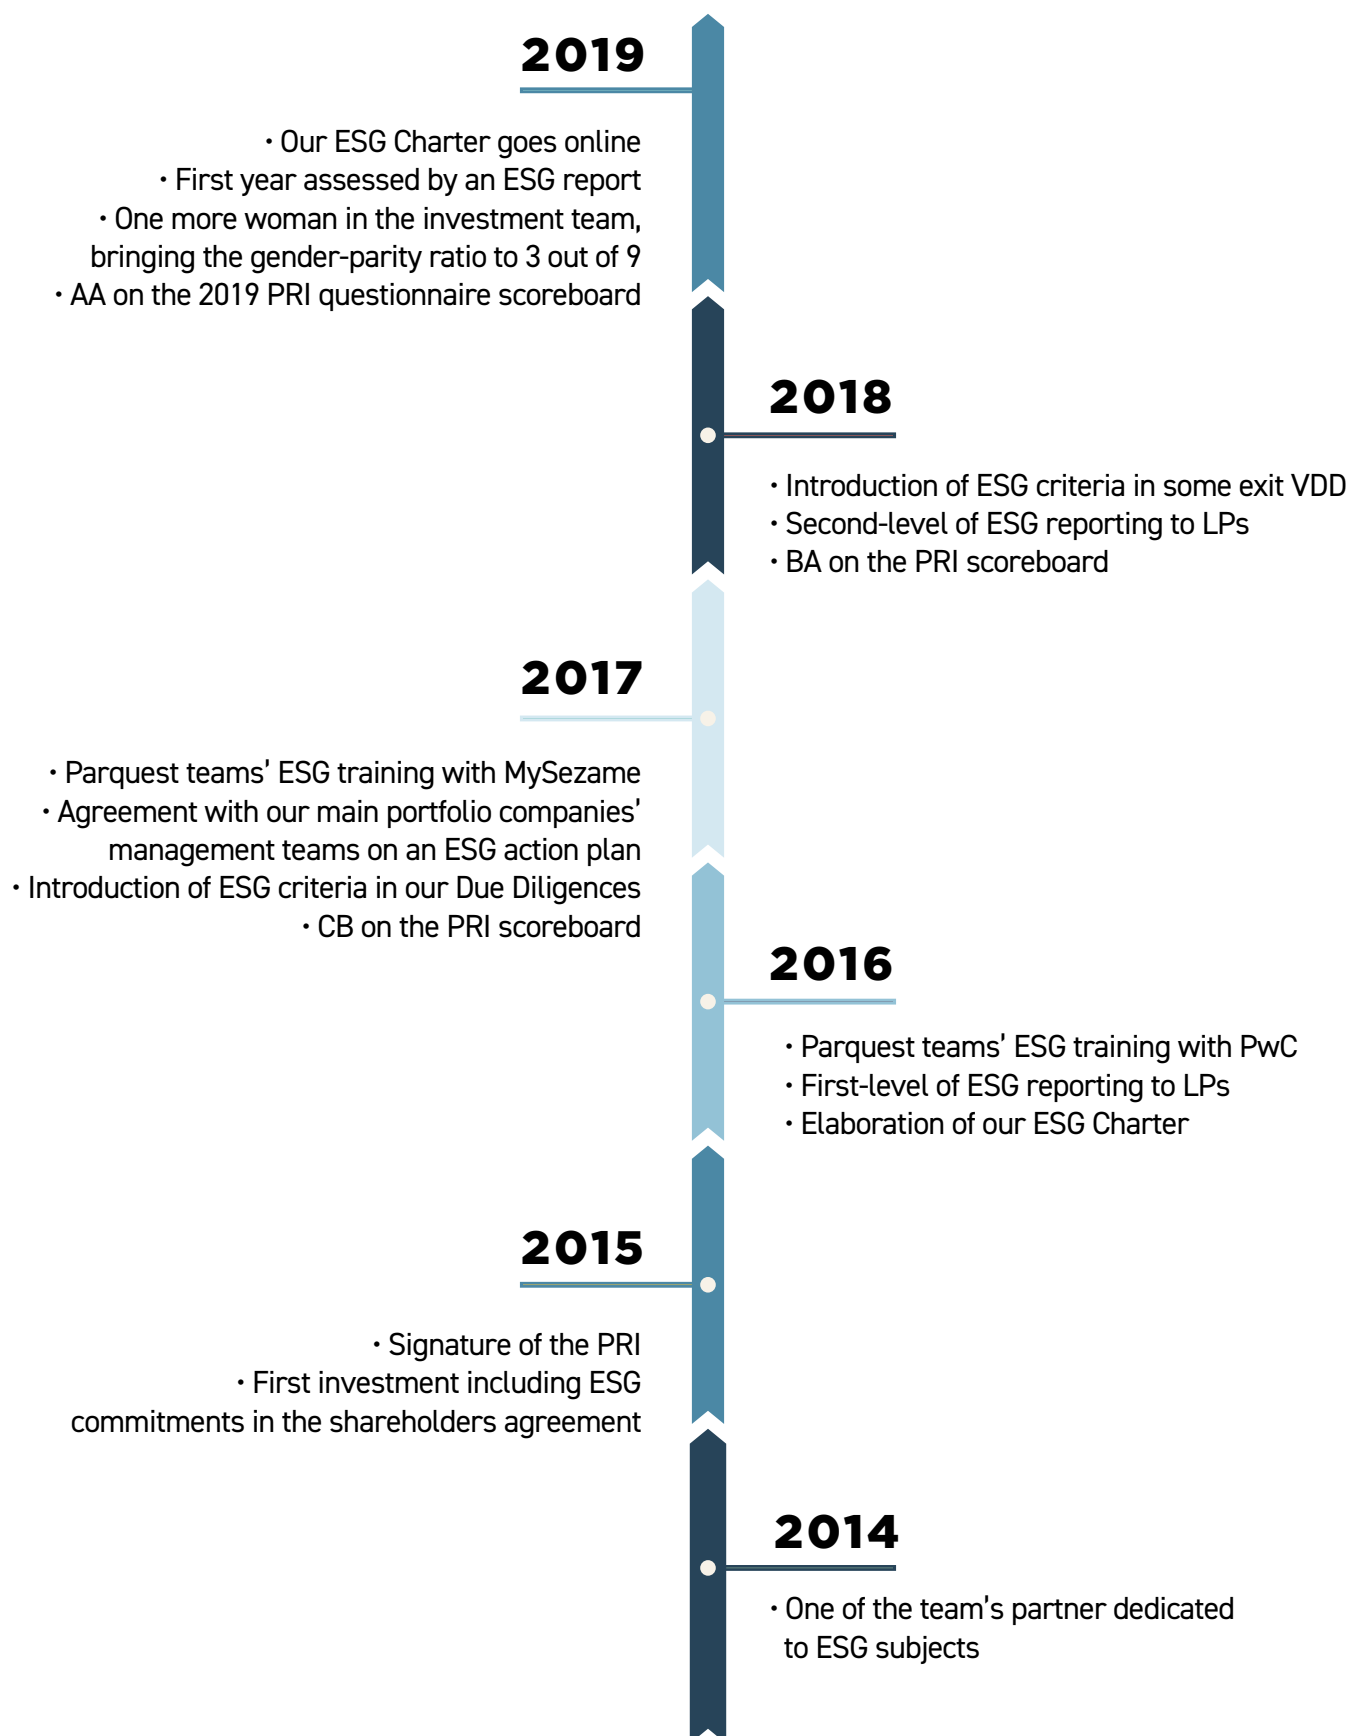 2019
· Our ESG Charter goes online
· First year assessed by an ESG report
· One more woman in the investment team,
bringing the gender-parity ratio to 3 out of 9
· AA on the 2019 PRI questionnaire scoreboard
2018
· Introduction of ESG criteria in some exit VDD
· Second-level of ESG reporting to LPs
· BA on the PRI scoreboard
2017
· Parquest teams' ESG training with MySezame
· Agreement with our main portfolio companies'
management teams on an ESG action plan
· Introduction of ESG criteria in our Due Diligences
· CB on the PRI scoreboard
2016
· Parquest teams' ESG training with PwC
· First-level of ESG reporting to LPs
· Elaboration of our ESG Charter
2015
· Signature of the PRI
· First investment including ESG
commitments in the shareholders agreement
2014
· One of the team's partner dedicated
to ESG subjects